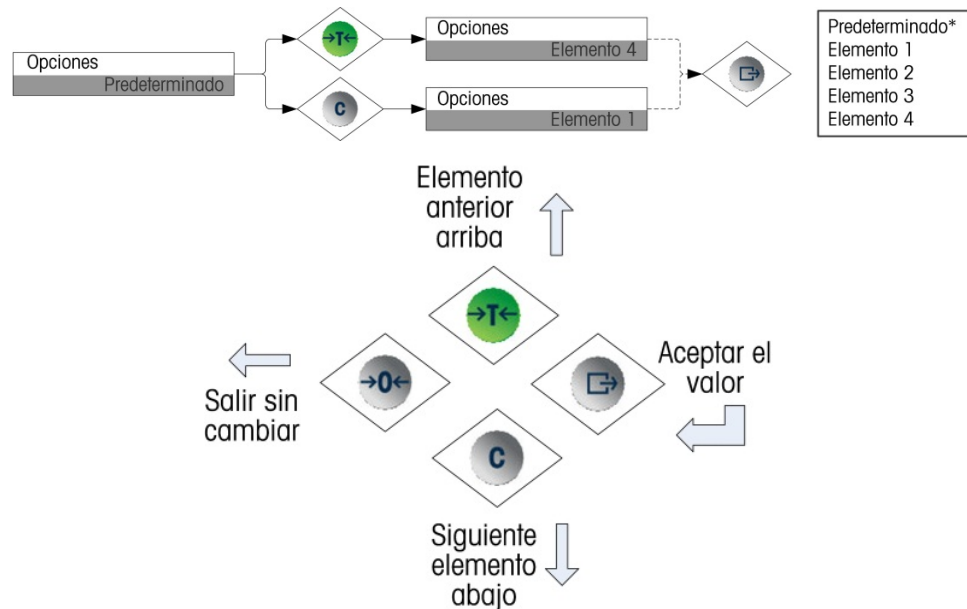 Opciones
Predeterminado
→T←
C
Opciones
Elemento 4
Opciones
Elemento 1
Predeterminado*
Elemento 1
Elemento 2
Elemento 3
Elemento 4
Elemento
anterior
arriba
→T←
→0←
Salir sin
cambiar
Aceptar el
valor
C
Siguiente
elemento
abajo